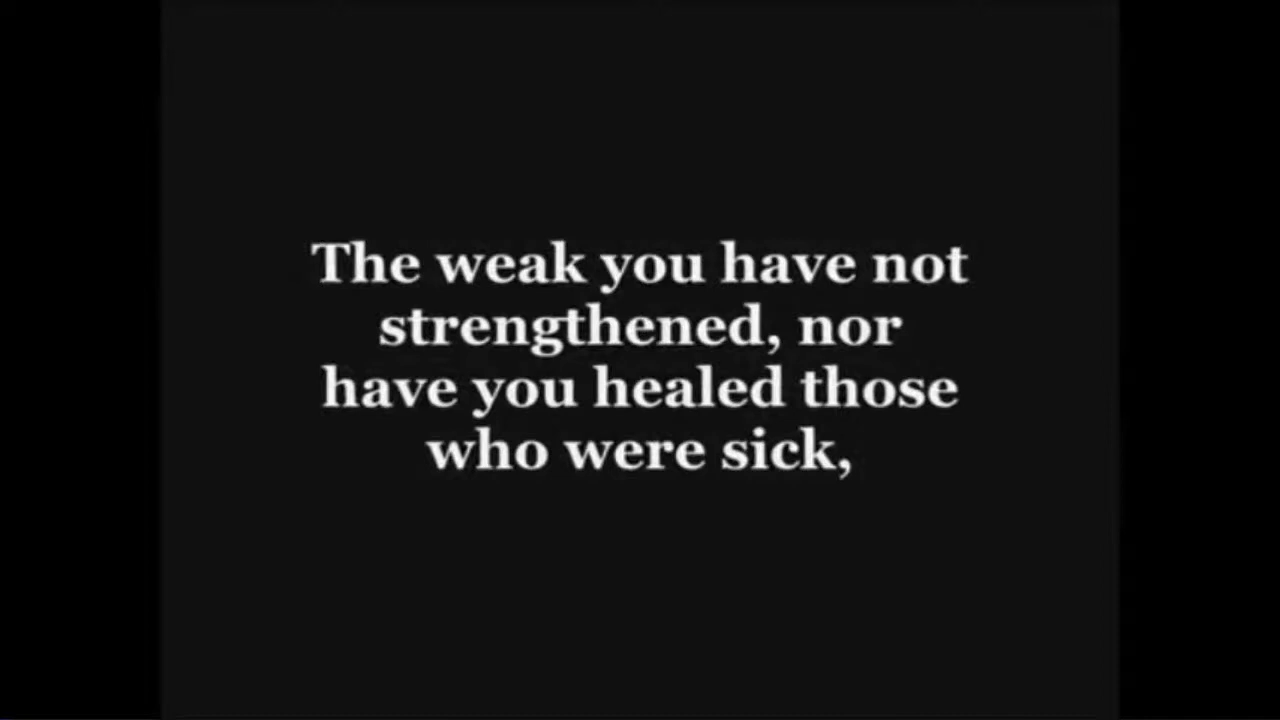 The weak you have not
strengthened, nor
have you healed those
who were sick,